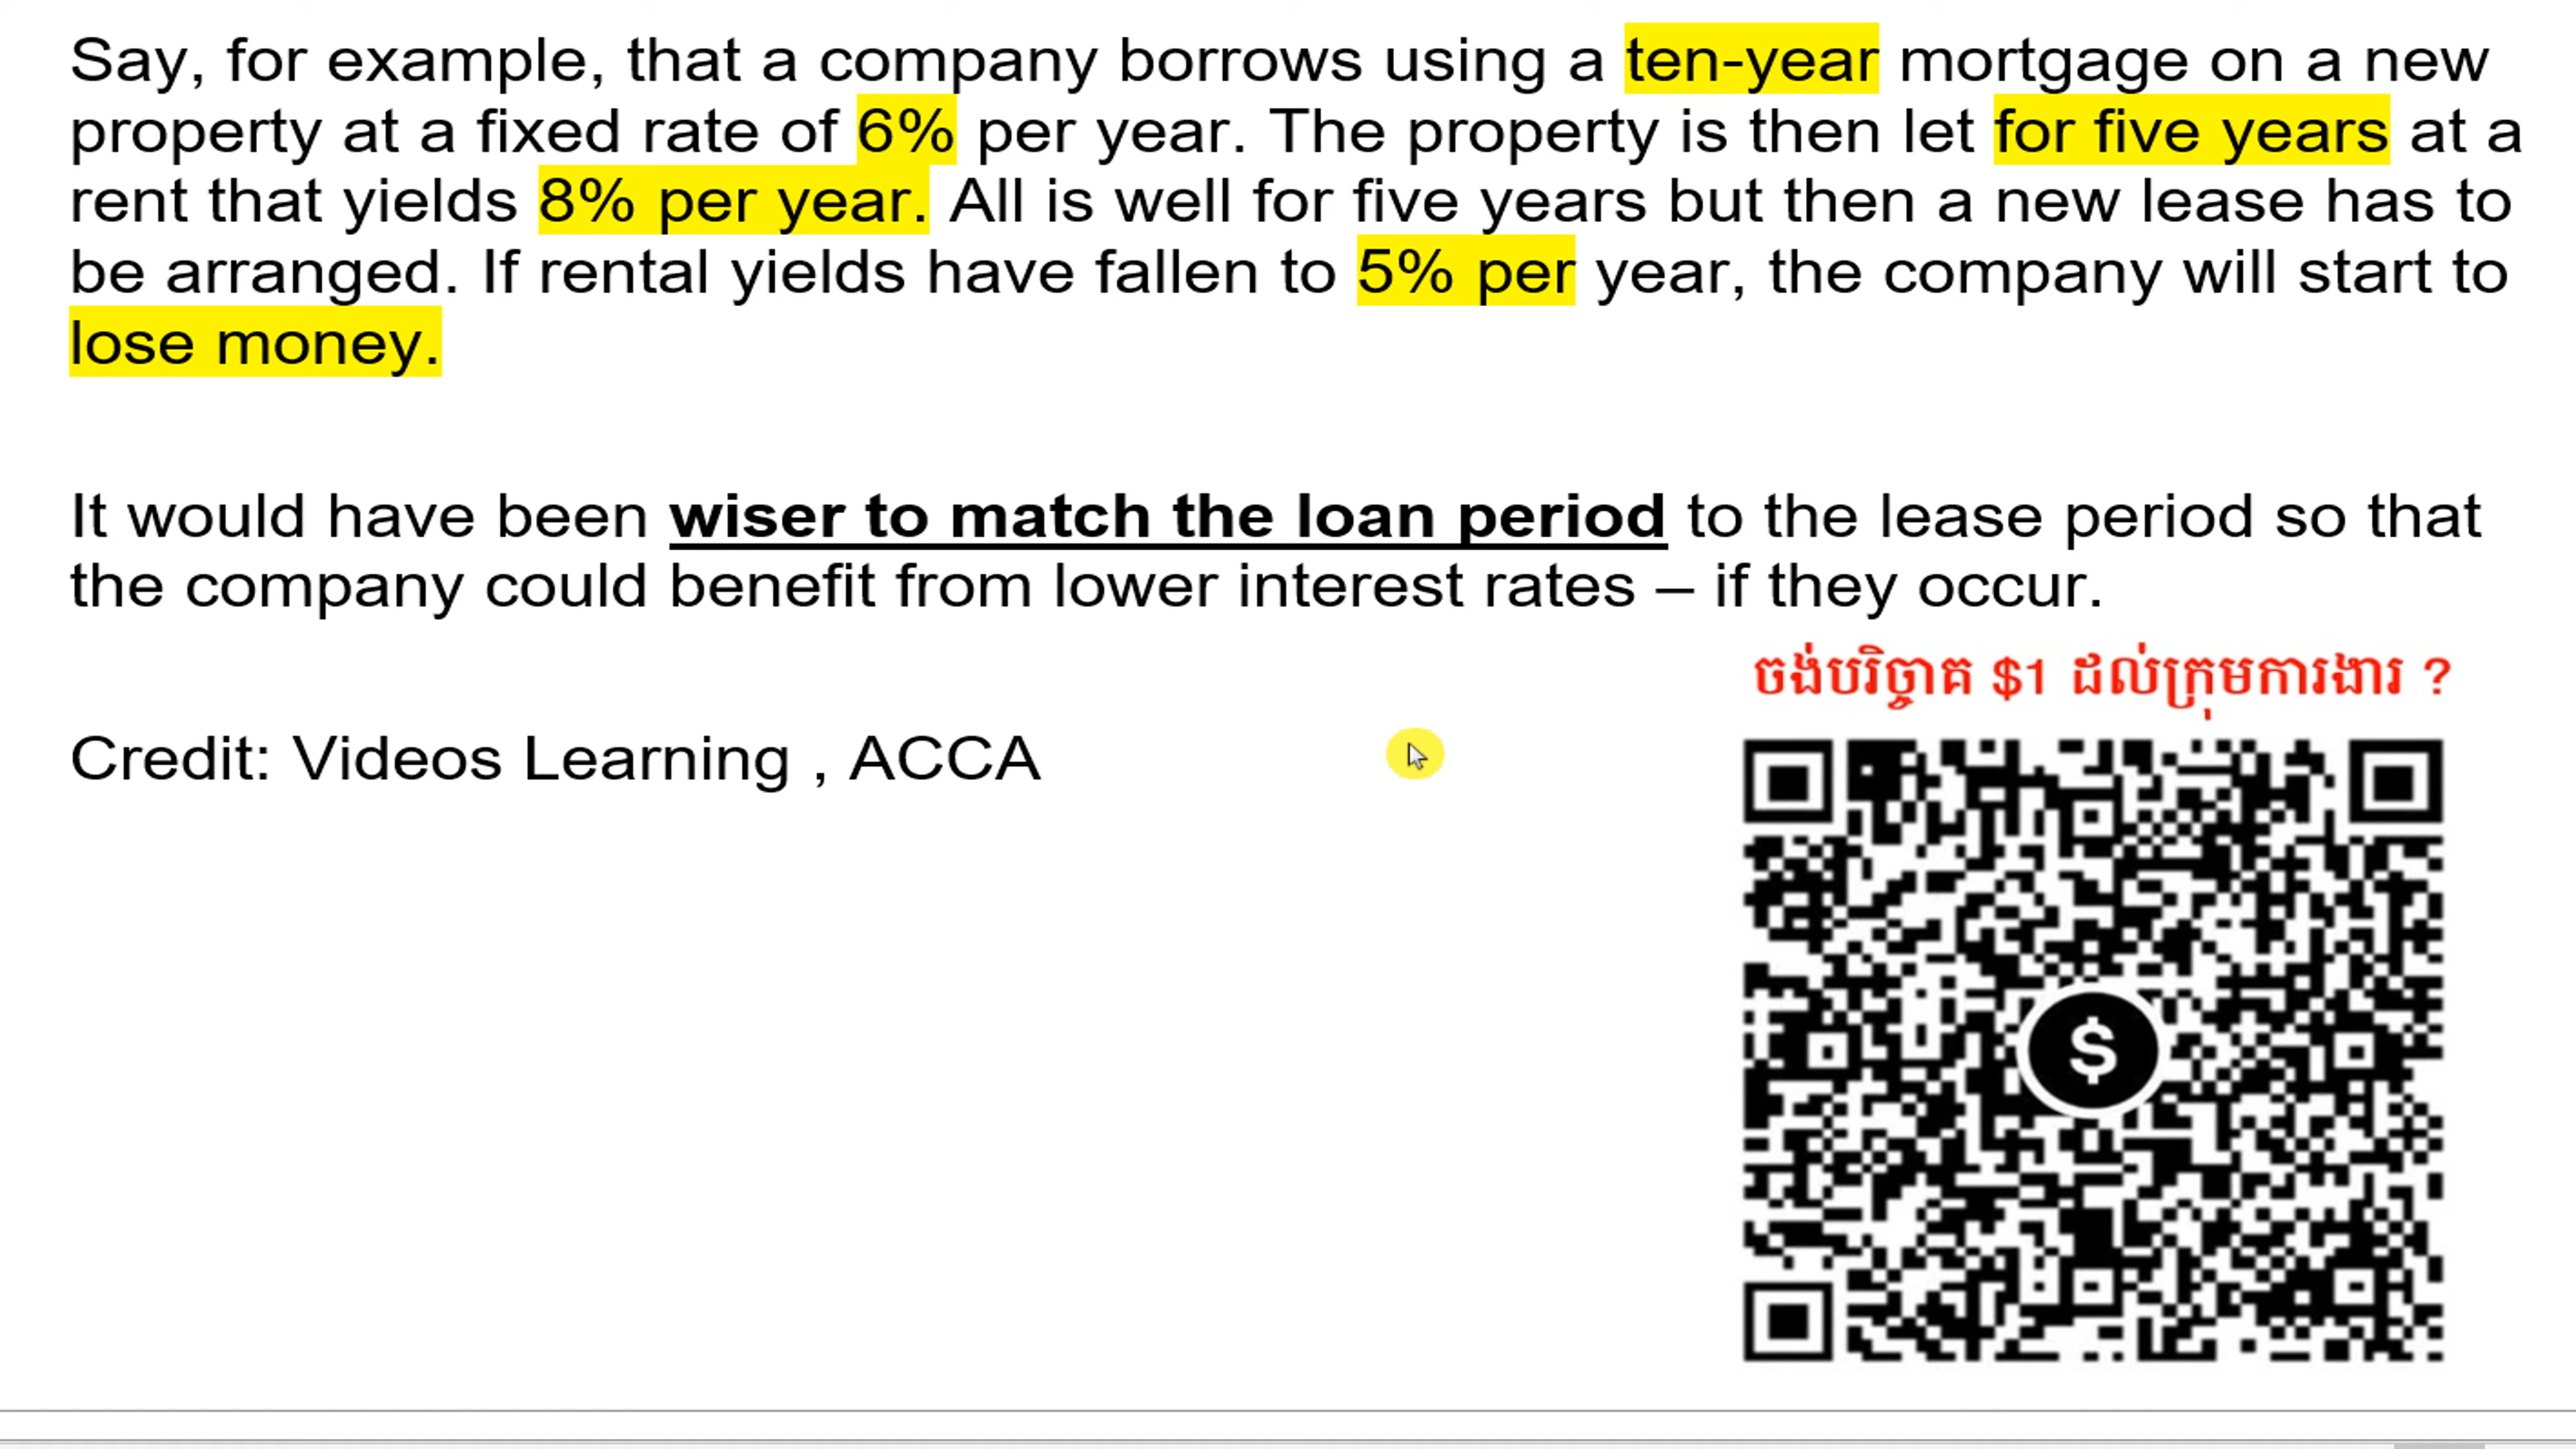 Say, for example, that a company borrows using a ten-year mortgage on a new
property at a fixed rate of 6% per year. The property is then let for five years at a
rent that yields 8% per year. All is well for five years but then a new lease has to
be arranged. If rental yields have fallen to 5% per year, the company will start to
lose money.
It would have been wiser to match the loan period to the lease period so that
the company could benefit from lower interest rates – if they occur.
ចង់បរិច្ចាគ $1 ដល់ក្រុមការងារ ?
Credit: Videos Learning , ACCA
$